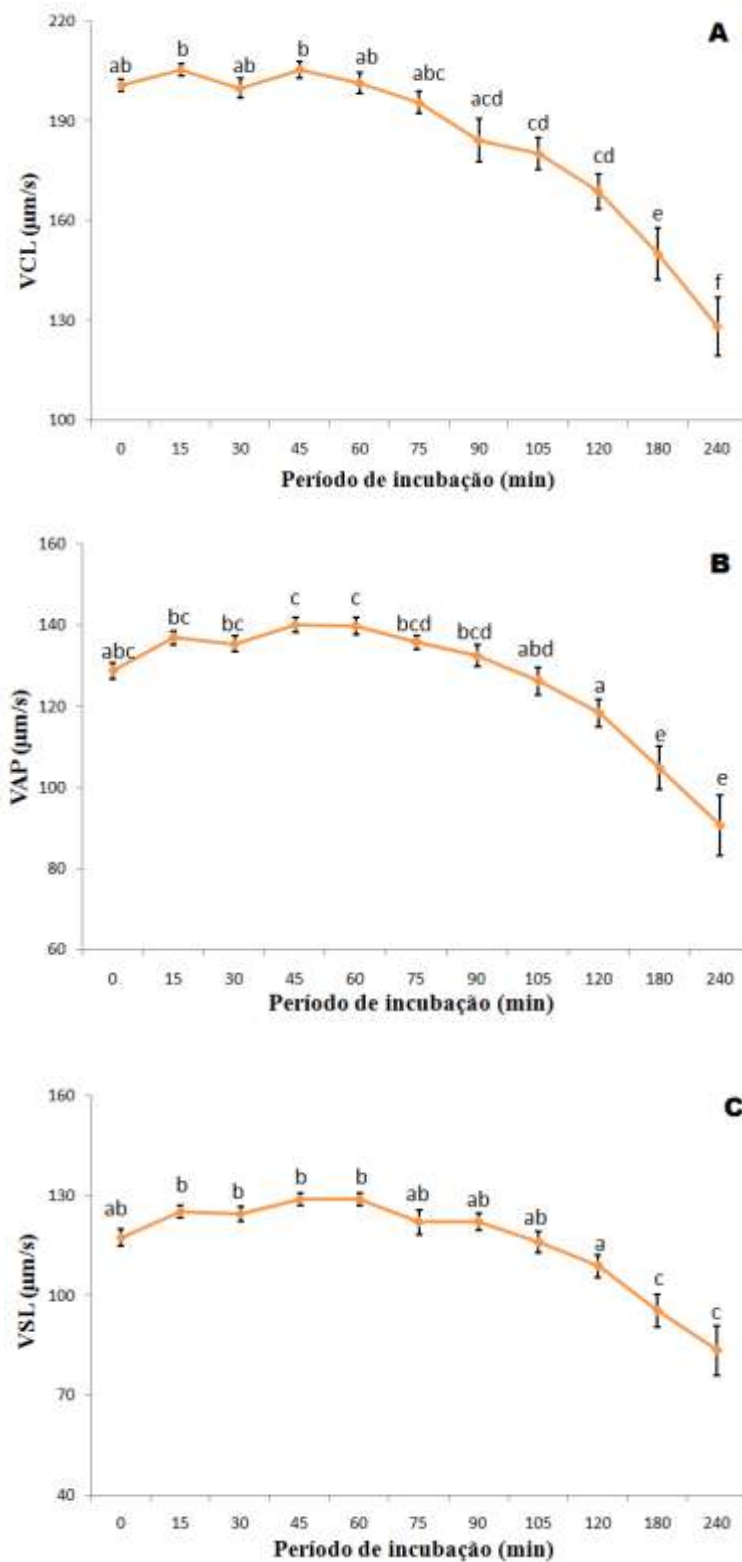 A
220
190
160
130
100
VCL (µm/s)
ab b ab b ab abc acd cd cd e f
0 15 30 45 60 75 90 105 120 180 240
Período de incubação (min)
B
160
140
120
100
80
60
VAP (µm/s)
abc bc bc c c bcd bcd abd a e e
0 15 30 45 60 75 90 105 120 180 240
Período de incubação (min)
C
160
130
100
70
40
VSL (µm/s)
ab b b b b ab ab ab a c c
0 15 30 45 60 75 90 105 120 180 240
Período de incubação (min)